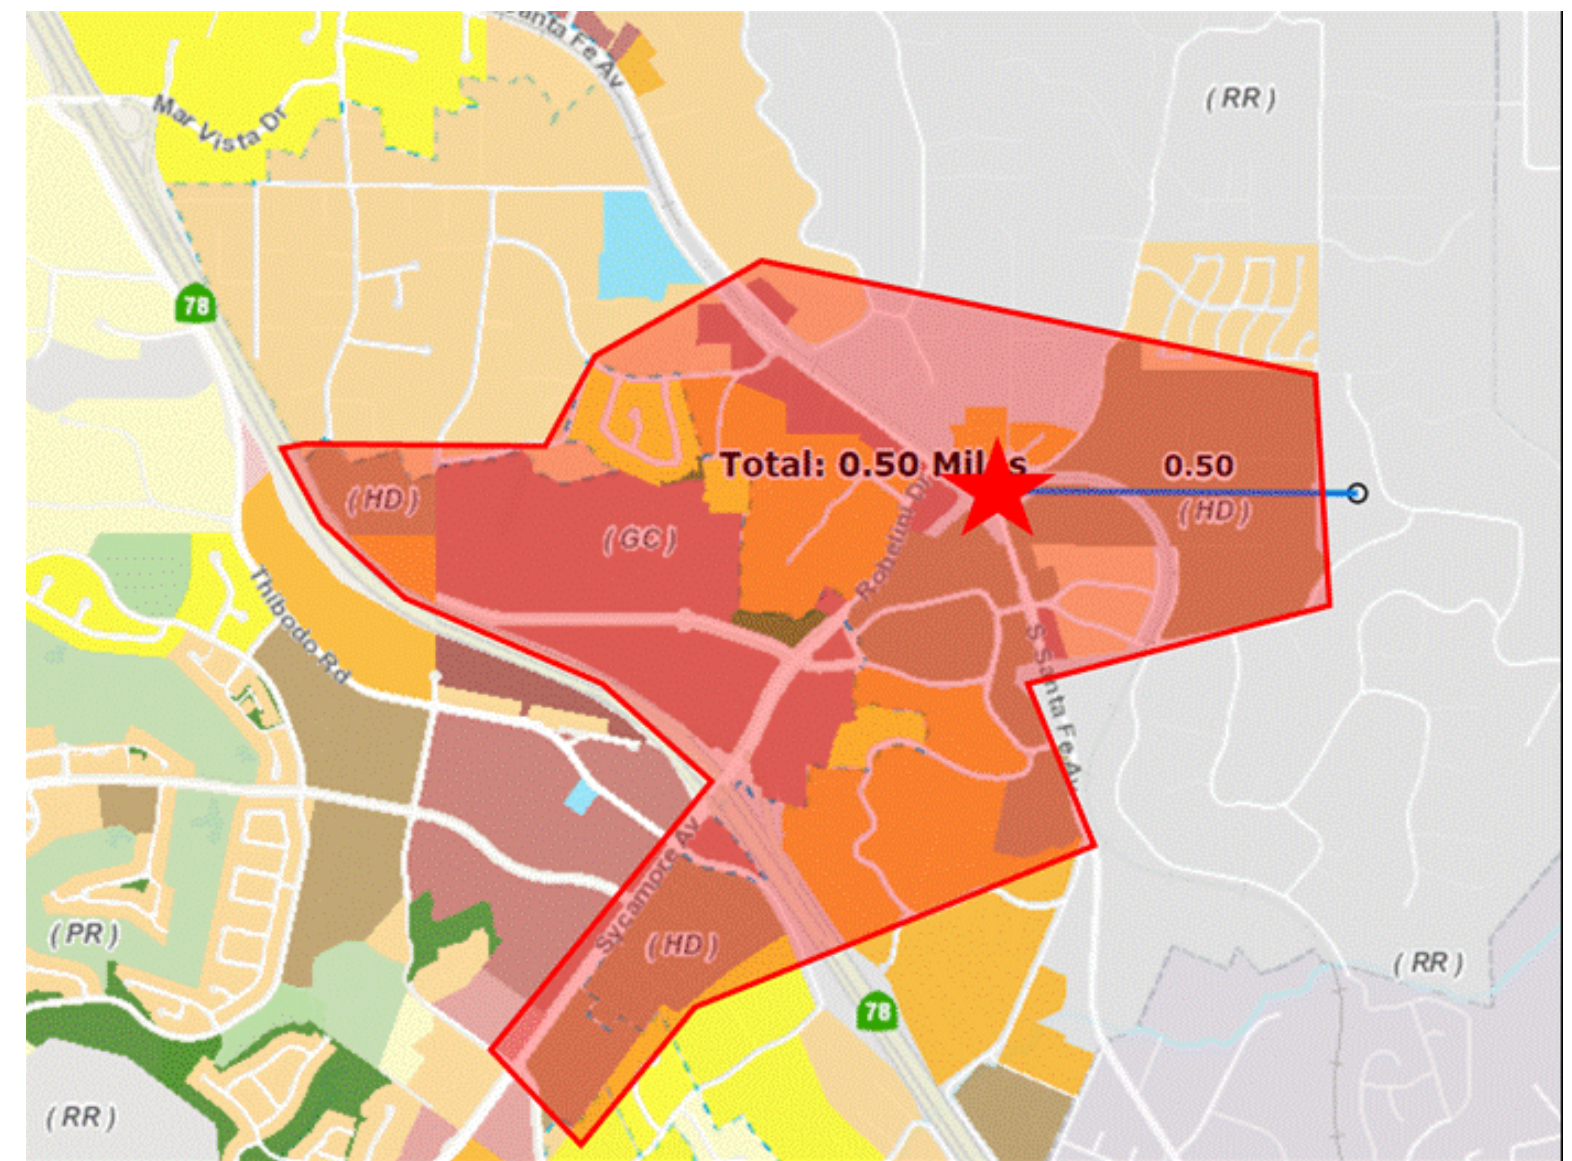 Santa Fe Av
( RR )
Mar Vista Dr
78
Total: 0.50 Miles
0.50
( HD )
( HD )
( GC )
Robelini Dr
Thibodo Rd
S Santa Fe Av
Sycamore Av
( PR )
( HD )
( RR )
78
( RR )